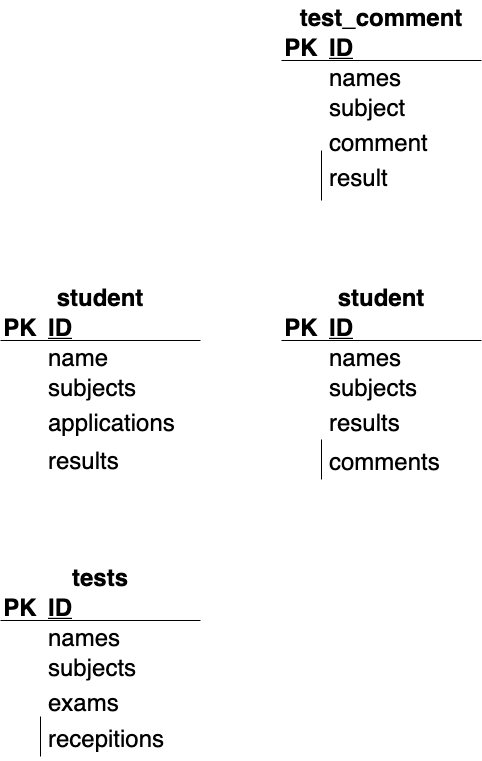 test_comment
PK ID
names
subject
comment
result
student
PK ID
name
subjects
applications
results
student
PK ID
names
subjects
results
comments
tests
PK ID
names
subjects
exams
recepitions